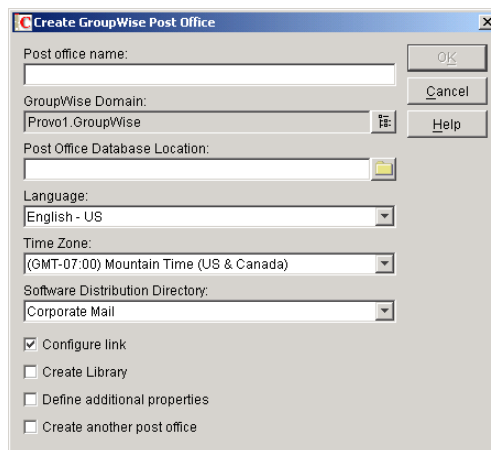 Create GroupWise Post Office
Post office name:
OK
GroupWise Domain:
Provo1.GroupWise
Cancel
Help
Post Office Database Location:
Language:
English - US
Time Zone:
(GMT-07:00) Mountain Time (US & Canada)
Software Distribution Directory:
Corporate Mail
Configure link
Create Library
Define additional properties
Create another post office